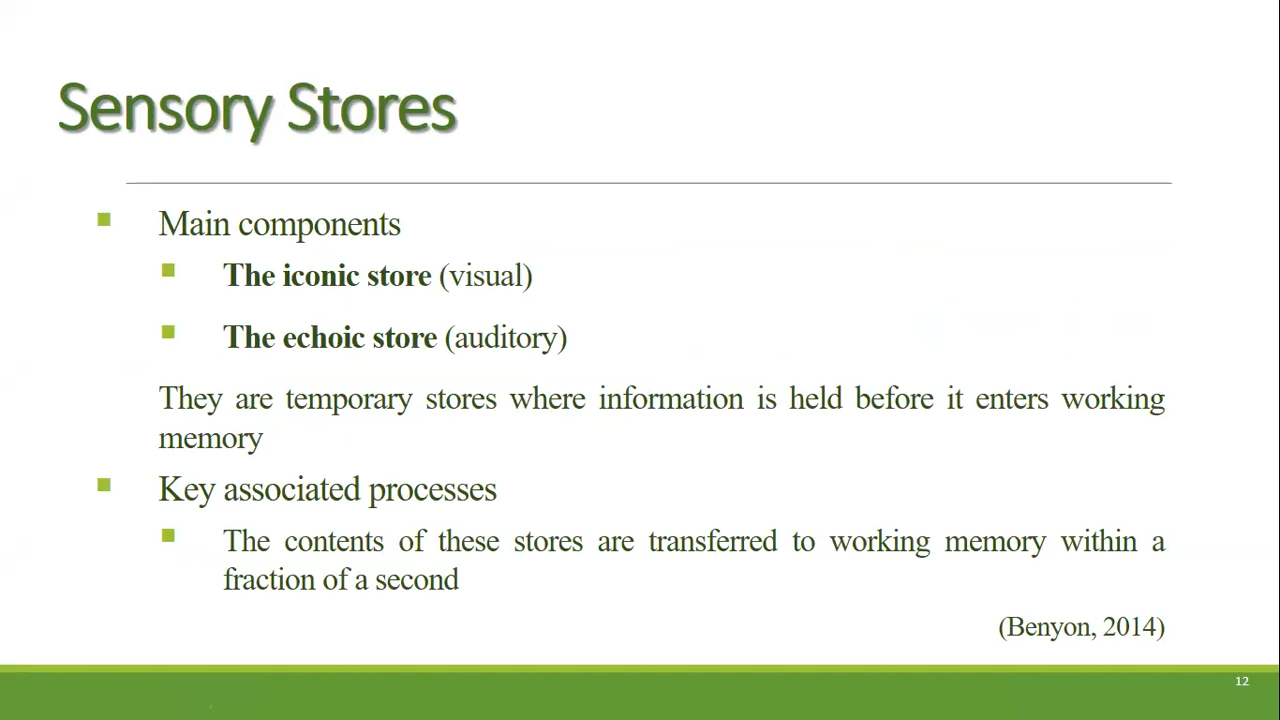 Sensory Stores
Main components
The iconic store (visual)
The echoic store (auditory)
They are temporary stores where information is held before it enters working
memory
Key associated processes
The contents of these stores are transferred to working memory within a
fraction of a second
(Benyon, 2014)
12